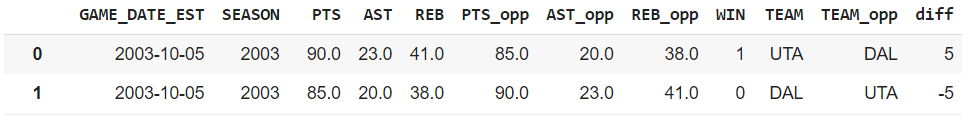 GAME_DATE_EST SEASON PTS AST REB PTS_opp AST_opp REB_opp WIN TEAM TEAM_opp diff
0 2003-10-05 2003 90.0 23.0 41.0 85.0 20.0 38.0 1 UTA DAL 5
1 2003-10-05 2003 85.0 20.0 38.0 90.0 23.0 41.0 0 DAL UTA -5